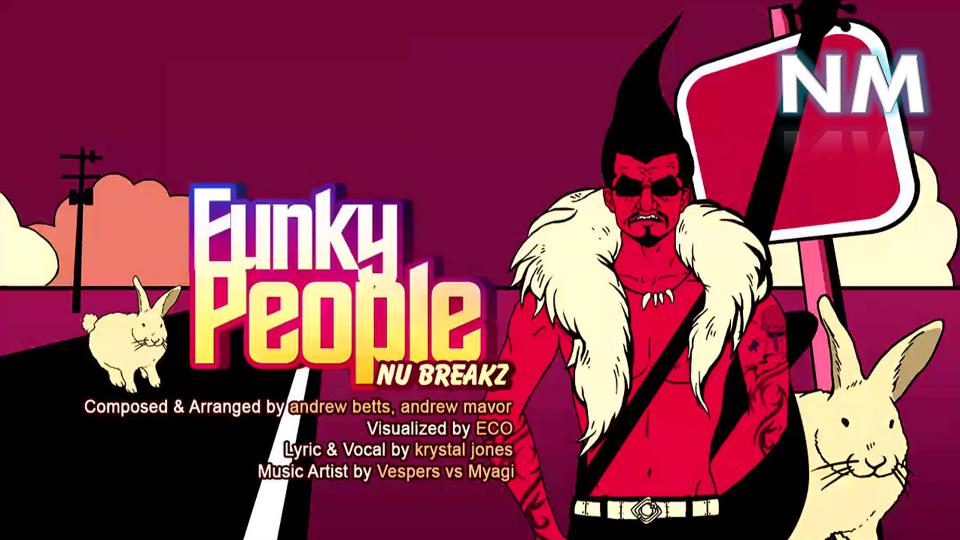 NM
Funky
People
NU BREAKZ
Composed & Arranged by andrew betts, andrew mavor
Visualized by ECO
Lyric & Vocal by krystal jones
Music Artist by Vespers vs Myagi